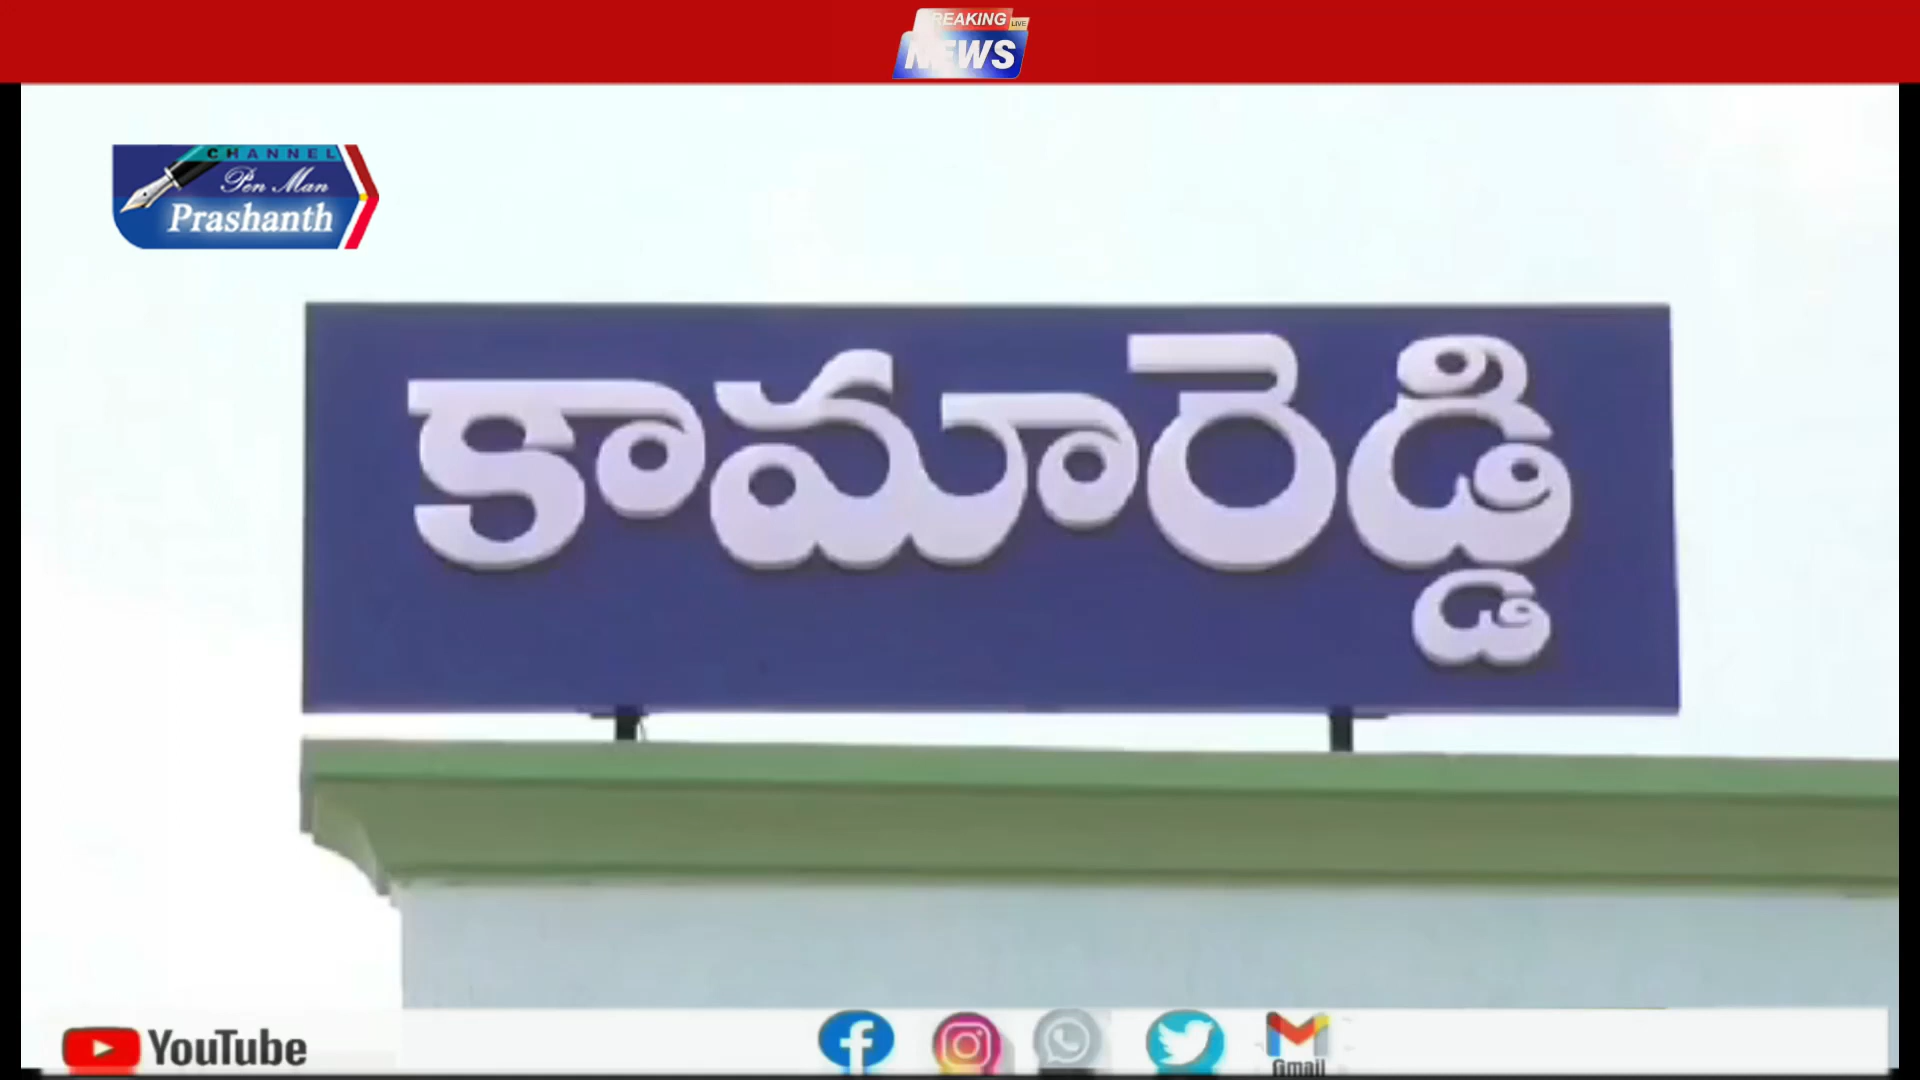 BREAKING
LIVE
NEWS
CHANNEL
Pen Man
Prashanth
కామారెడ్డి
YouTube
Gmail